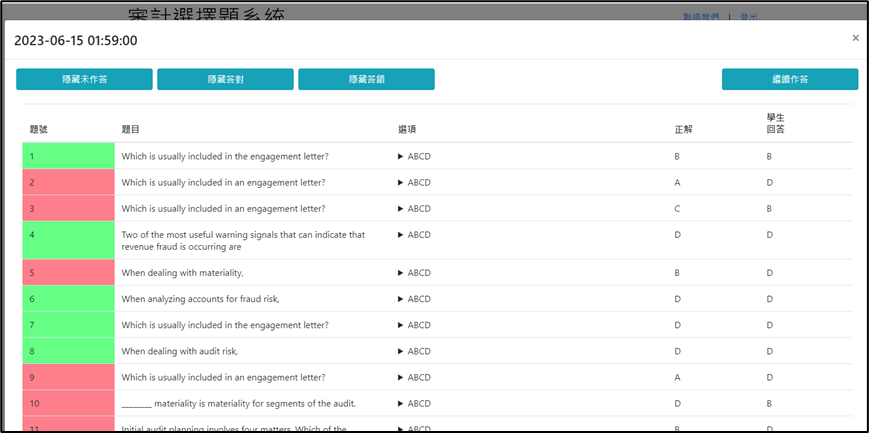 審計選擇題系統
聯絡我們 | 登出
2023-06-15 01:59:00 ×
隱藏未作答 隱藏答對 隱藏答錯 繼續作答
題號 題目 選項 正解 學生
回答
1 Which is usually included in the engagement letter? ▶ ABCD B B
2 Which is usually included in an engagement letter? ▶ ABCD A D
3 Which is usually included in an engagement letter? ▶ ABCD C B
4 Two of the most useful warning signals that can indicate that ▶ ABCD D D
revenue fraud is occurring are
5 When dealing with materiality, ▶ ABCD B D
6 When analyzing accounts for fraud risk, ▶ ABCD D D
7 Which is usually included in the engagement letter? ▶ ABCD D D
8 When dealing with audit risk, ▶ ABCD D D
9 Which is usually included in an engagement letter? ▶ ABCD A D
10 ________ materiality is materiality for segments of the audit. ▶ ABCD D B
11 Initial audit planning involves four matters. Which of the ▶ ABCD B D